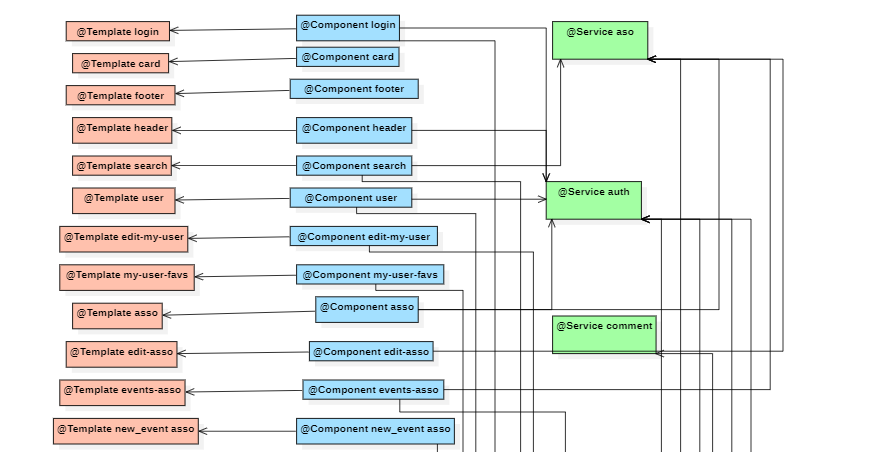 @Template login
@Component login
@Service aso
@Template card
@Component card
@Template footer
@Component footer
@Template header
@Component header
@Template search
@Component search
@Template user
@Component user
@Service auth
@Template edit-my-user
@Component edit-my-user
@Template my-user-favs
@Component my-user-favs
@Template asso
@Component asso
@Service comment
@Template edit-asso
@Component edit-asso
@Template events-asso
@Component events-asso
@Template new_event asso
@Component new_event asso